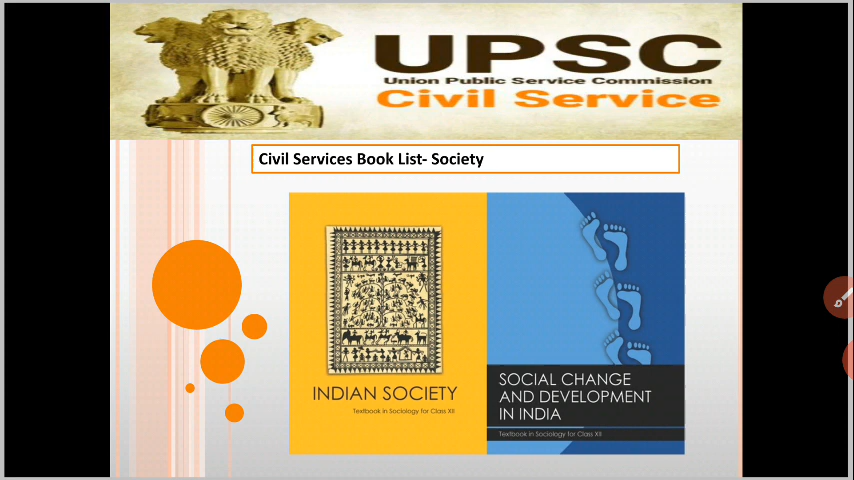 UPSC
Union Public Service Commission
Civil Service
Civil Services Book List- Society
INDIAN SOCIETY
Textbook in Sociology for Class XII
SOCIAL CHANGE
AND DEVELOPMENT
IN INDIA
Textbook in Sociology for Class XII